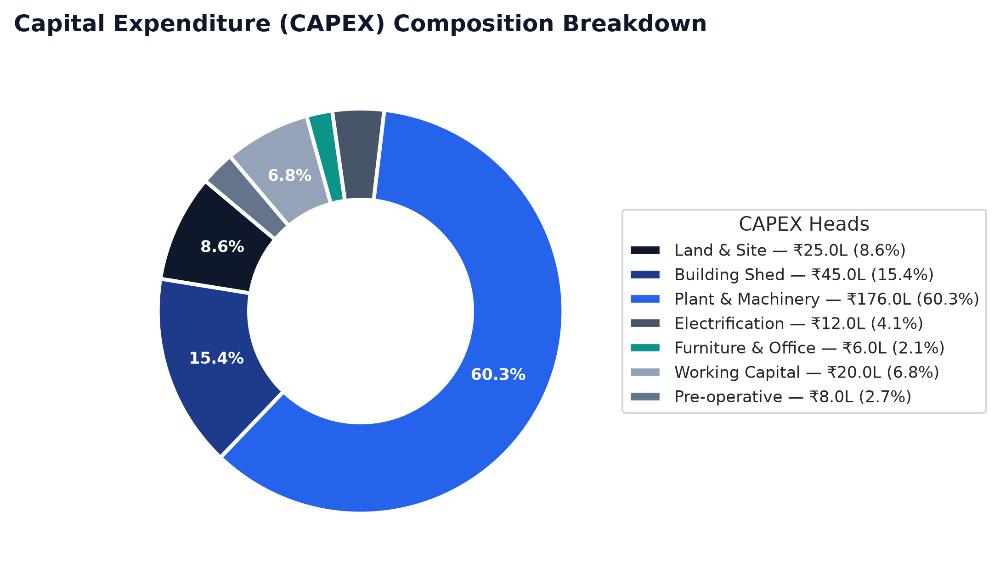 Capital Expenditure (CAPEX) Composition Breakdown
6.8%
8.6%
15.4%
60.3%
CAPEX Heads
Land & Site — ₹25.0L (8.6%)
Building Shed — ₹45.0L (15.4%)
Plant & Machinery — ₹176.0L (60.3%)
Electrification — ₹12.0L (4.1%)
Furniture & Office — ₹6.0L (2.1%)
Working Capital — ₹20.0L (6.8%)
Pre-operative — ₹8.0L (2.7%)